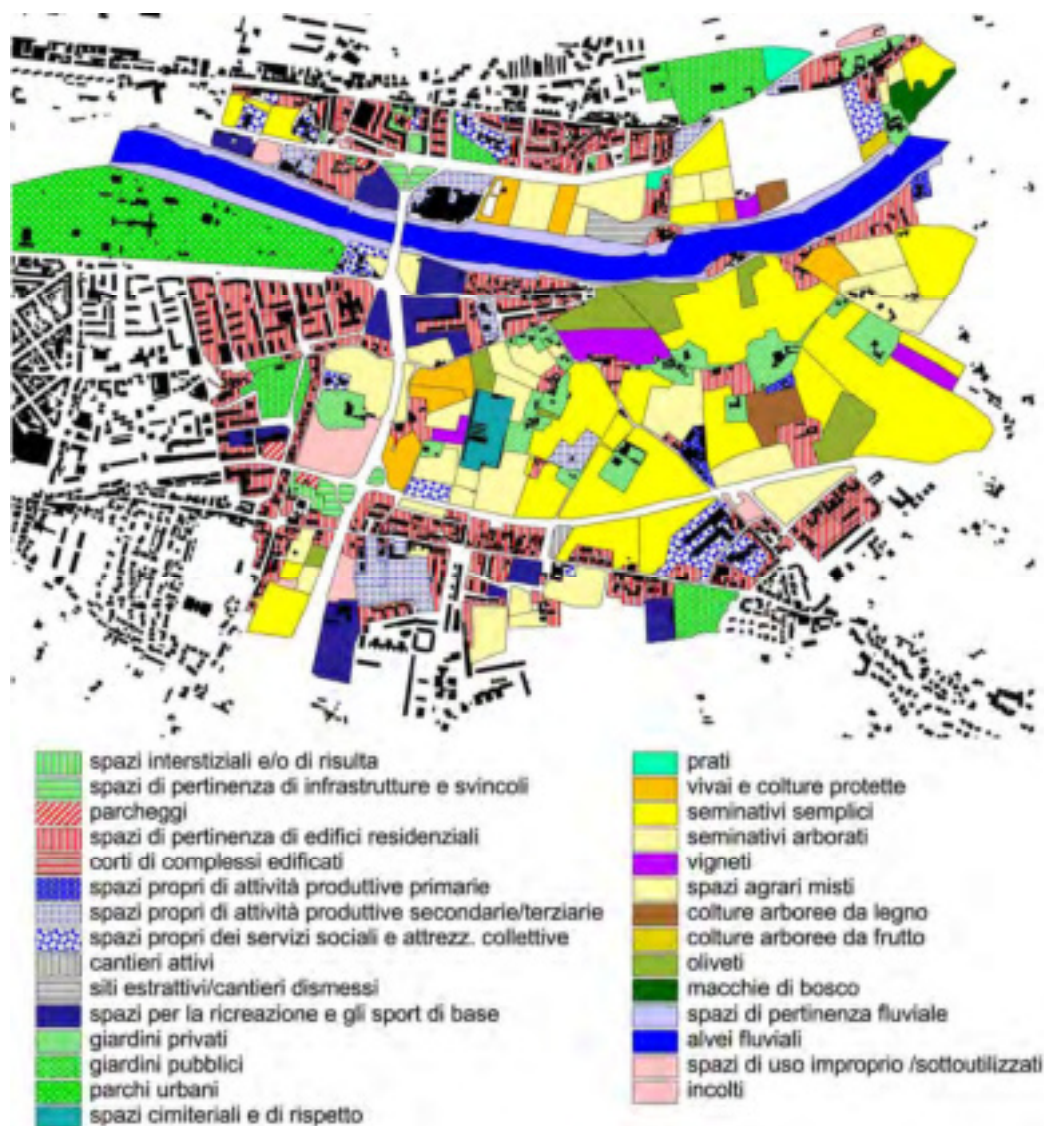 spazi interstiziali e/o di risulta
spazi di pertinenza di infrastrutture e svincoli
parcheggi
spazi di pertinenza di edifici residenziali
corti di complessi edificati
spazi propri di attività produttive primarie
spazi propri di attività produttive secondarie/terziarie
spazi propri dei servizi sociali e attrezz. collettive
cantieri attivi
siti estrattivi/cantieri dismessi
spazi per la ricreazione e gli sport di base
giardini privati
giardini pubblici
parchi urbani
spazi cimiteriali e di rispetto
prati
vivai e colture protette
seminativi semplici
seminativi arborati
vigneti
spazi agrari misti
colture arboree da legno
colture arboree da frutto
oliveti
macchie di bosco
spazi di pertinenza fluviale
alvei fluviali
spazi di uso improprio /sottoutilizzati
incolti